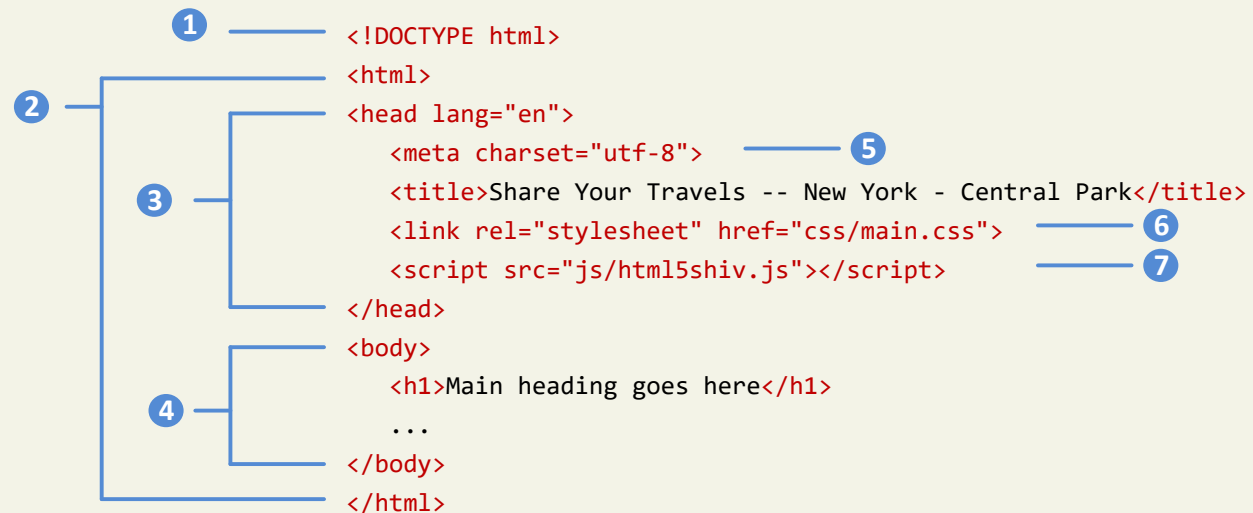 1 <!DOCTYPE html>
<html>
2
3
<head lang="en">
<meta charset="utf-8"> 5
<title>Share Your Travels -- New York - Central Park</title>
<link rel="stylesheet" href="css/main.css"> 6
<script src="js/html5shiv.js"></script> 7
</head>
<body>
<h1>Main heading goes here</h1>
4
...
</body>
</html>